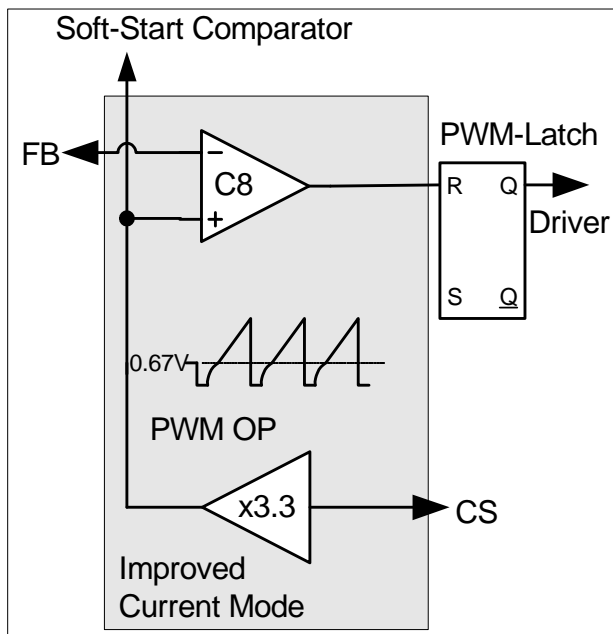 Soft-Start Comparator
FB
C8
PWM-Latch
R Q
Driver
S Q
0.67V
PWM OP
x3.3
CS
Improved
Current Mode